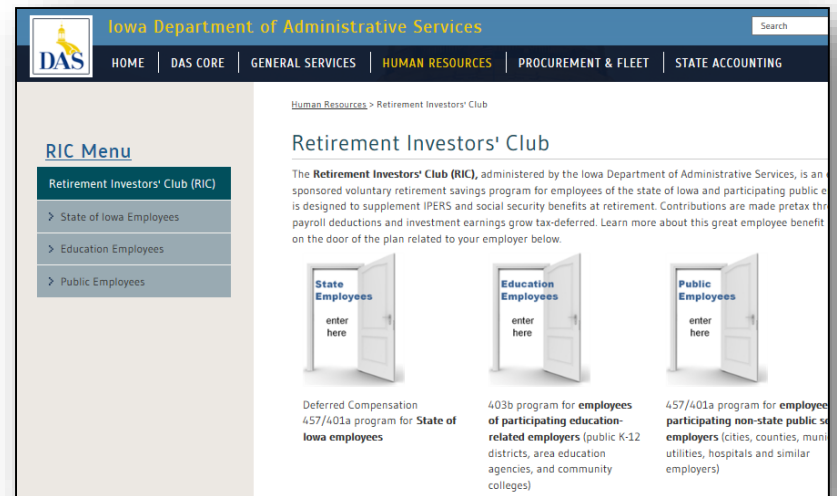 Iowa Department of Administrative Services
Search
DAS
HOME DAS CORE GENERAL SERVICES HUMAN RESOURCES PROCUREMENT & FLEET STATE ACCOUNTING
Human Resources > Retirement Investors' Club
RIC Menu
Retirement Investors' Club (RIC)
> State of Iowa Employees
> Education Employees
> Public Employees
Retirement Investors' Club
The Retirement Investors' Club (RIC), administered by the Iowa Department of Administrative Services, is an
sponsored voluntary retirement savings program for employees of the state of Iowa and participating public
is designed to supplement IPERS and social security benefits at retirement. Contributions are made pretax
payroll deductions and investment earnings grow tax-deferred. Learn more about this great employee benefit
on the door of the plan related to your employer below.
State
Employees
enter
here
Education
Employees
enter
here
Public
Employees
enter
here
Deferred Compensation
457/401a program for State of
Iowa employees
403b program for employees
of participating education-
related employers (public K-12
districts, area education
agencies, and community
colleges)
457/401a program for employee
participating non-state public
employers (cities, counties,
utilities, hospitals and similar
employers)